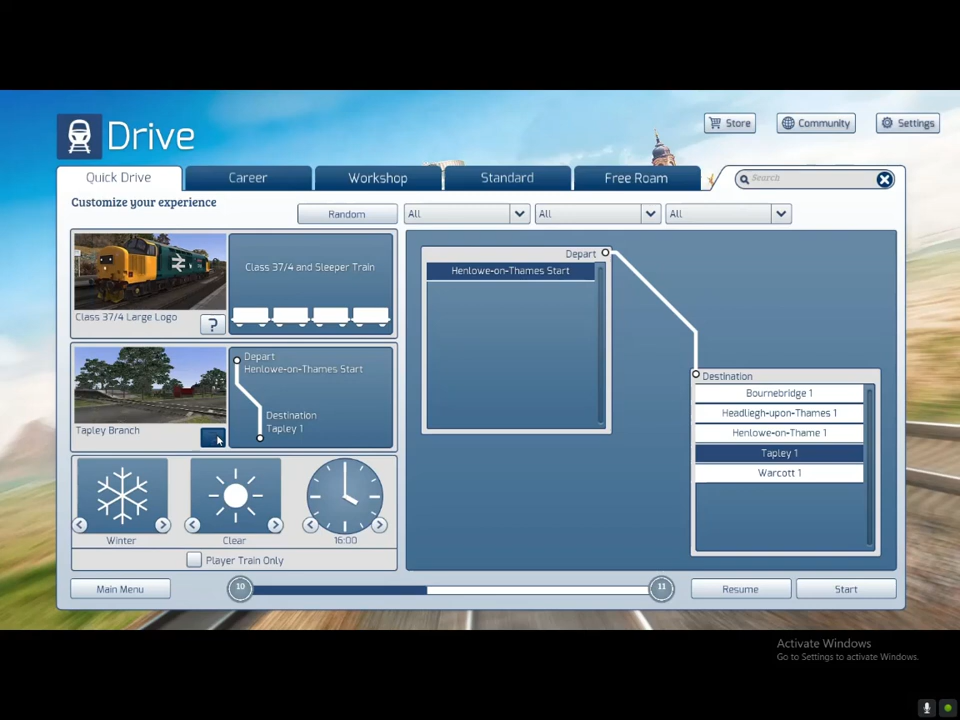 Drive
Store
Community
Settings
Quick Drive
Career
Workshop
Standard
Free Roam
Search
Customize your experience
Random
All
All
All
Class 37/4 Large Logo
?
Class 37/4 and Sleeper Train
Depart
Henlowe-on-Thames Start
Tapley Branch
Depart
Henlowe-on-Thames Start
Destination
Tapley 1
Destination
Bournebridge 1
Headliegh-upon-Thames 1
Henlowe-on-Thame 1
Tapley 1
Warcott 1
Winter
Clear
16:00
Player Train Only
Main Menu
10
11
Resume
Start
Activate Windows
Go to Settings to activate Windows.